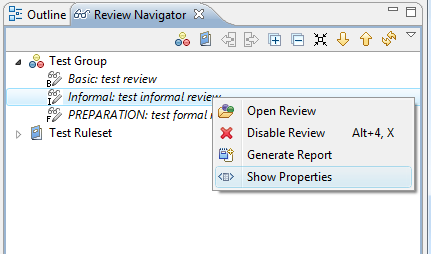 Outline Review Navigator
Test Group
B Basic: test review
I Informal: test informal review
F PREPARATION: test formal
Test Ruleset
Open Review
Disable Review Alt+4, X
Generate Report
Show Properties